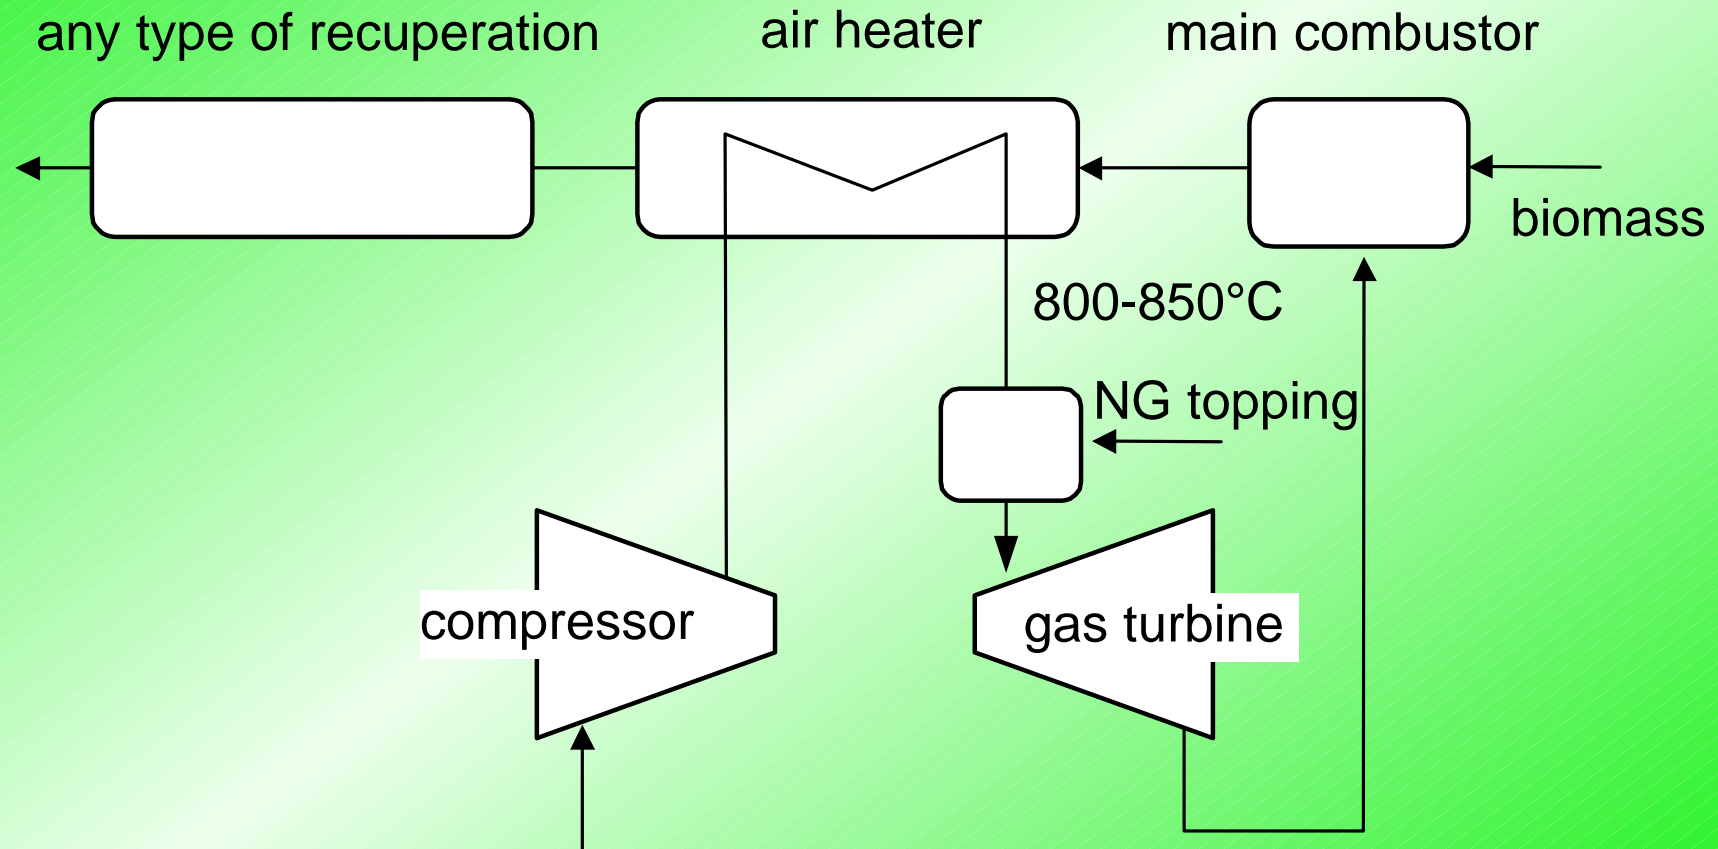 any type of recuperation
air heater
main combustor
biomass
800-850°C
NG topping
compressor
gas turbine